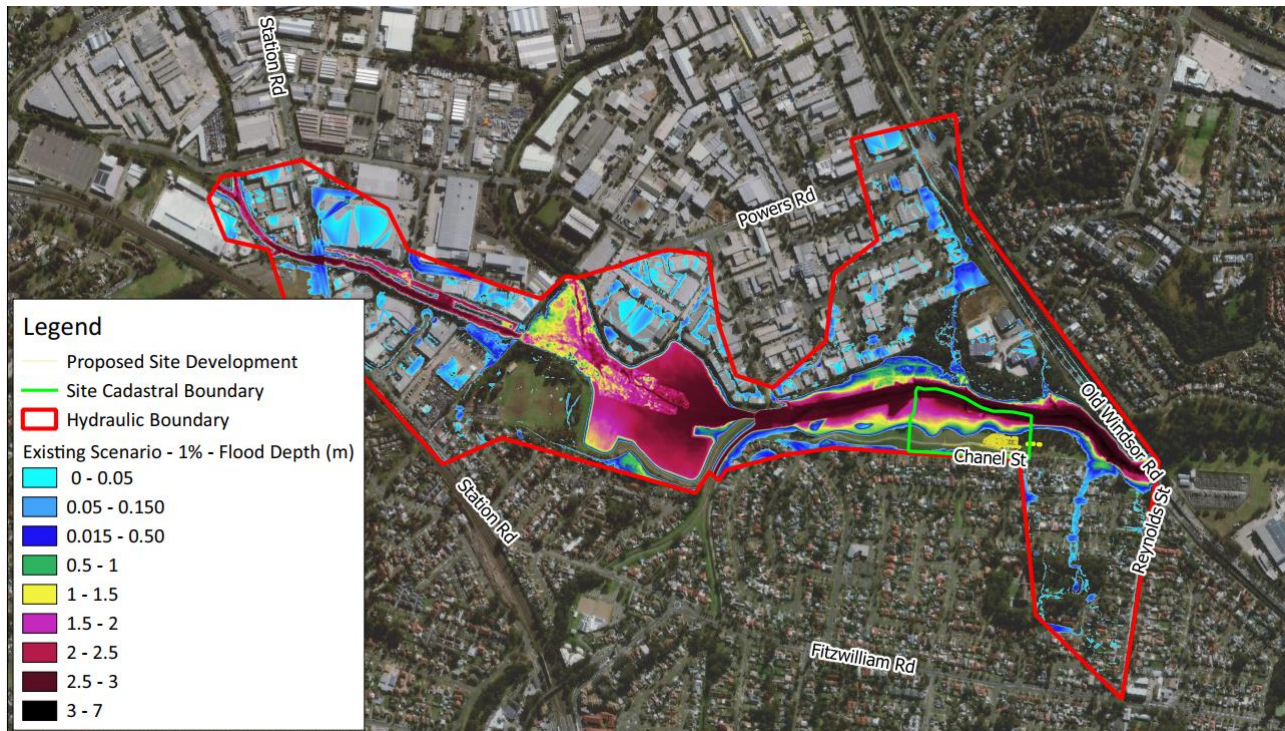 Station Rd
Powers Rd
Old Windsor Rd
Chanel St
Reynolds St
Station Rd
Fitzwilliam Rd
Legend
Proposed Site Development
Site Cadastral Boundary
Hydraulic Boundary
Existing Scenario - 1% - Flood Depth (m)
0 - 0.05
0.05 - 0.150
0.015 - 0.50
0.5 - 1
1 - 1.5
1.5 - 2
2 - 2.5
2.5 - 3
3 - 7